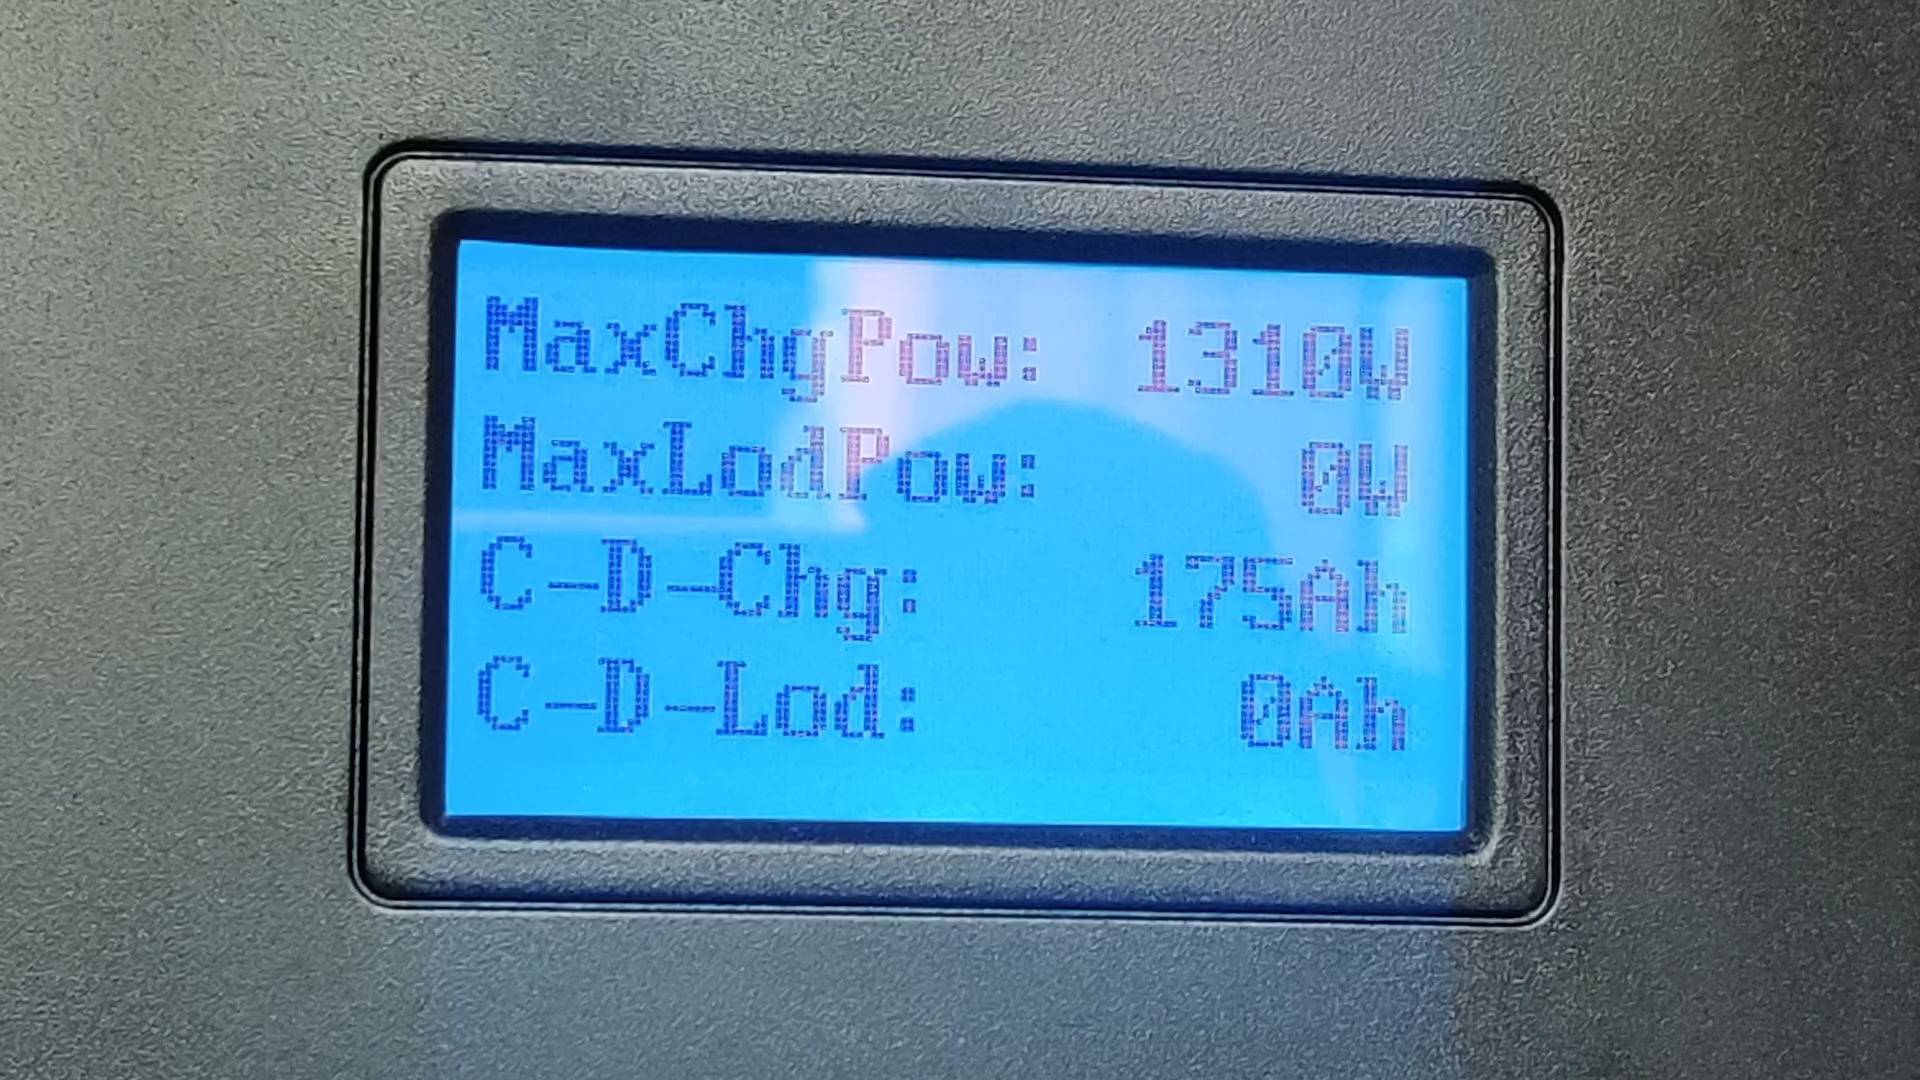 MaxChgPow: 1310W
MaxLodPow: 0W
C-D-Chg: 175Ah
C-D-Lod: 0Ah